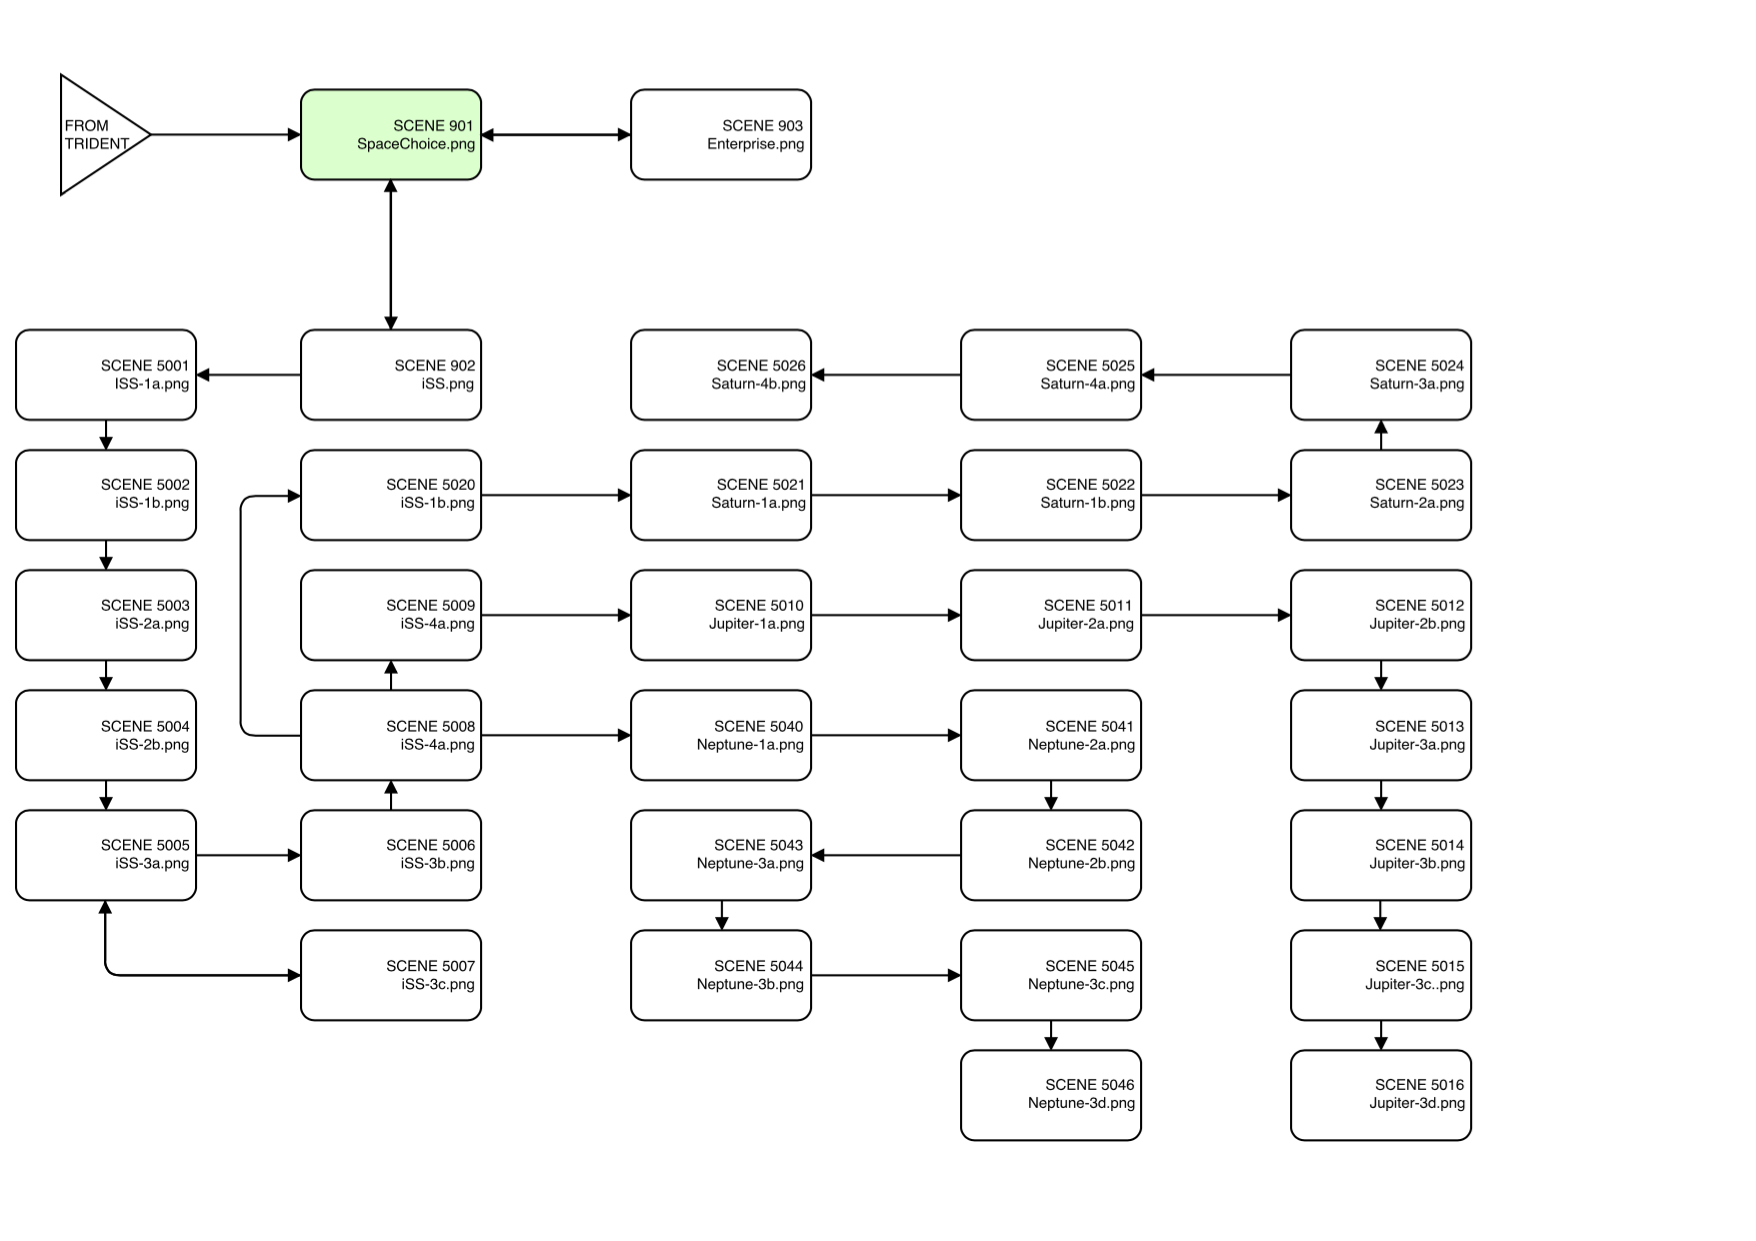 FROM
TRIDENT
SCENE 901
SpaceChoice.png
SCENE 903
Enterprise.png
SCENE 5001
ISS-1a.png
SCENE 902
iSS.png
SCENE 5026
Saturn-4b.png
SCENE 5025
Saturn-4a.png
SCENE 5024
Saturn-3a.png
SCENE 5002
iSS-1b.png
SCENE 5020
iSS-1b.png
SCENE 5021
Saturn-1a.png
SCENE 5022
Saturn-1b.png
SCENE 5023
Saturn-2a.png
SCENE 5003
iSS-2a.png
SCENE 5009
iSS-4a.png
SCENE 5010
Jupiter-1a.png
SCENE 5011
Jupiter-2a.png
SCENE 5012
Jupiter-2b.png
SCENE 5004
iSS-2b.png
SCENE 5008
iSS-4a.png
SCENE 5040
Neptune-1a.png
SCENE 5041
Neptune-2a.png
SCENE 5013
Jupiter-3a.png
SCENE 5005
iSS-3a.png
SCENE 5006
iSS-3b.png
SCENE 5043
Neptune-3a.png
SCENE 5042
Neptune-2b.png
SCENE 5014
Jupiter-3b.png
SCENE 5007
iSS-3c.png
SCENE 5044
Neptune-3b.png
SCENE 5045
Neptune-3c.png
SCENE 5015
Jupiter-3c..png
SCENE 5046
Neptune-3d.png
SCENE 5016
Jupiter-3d.png